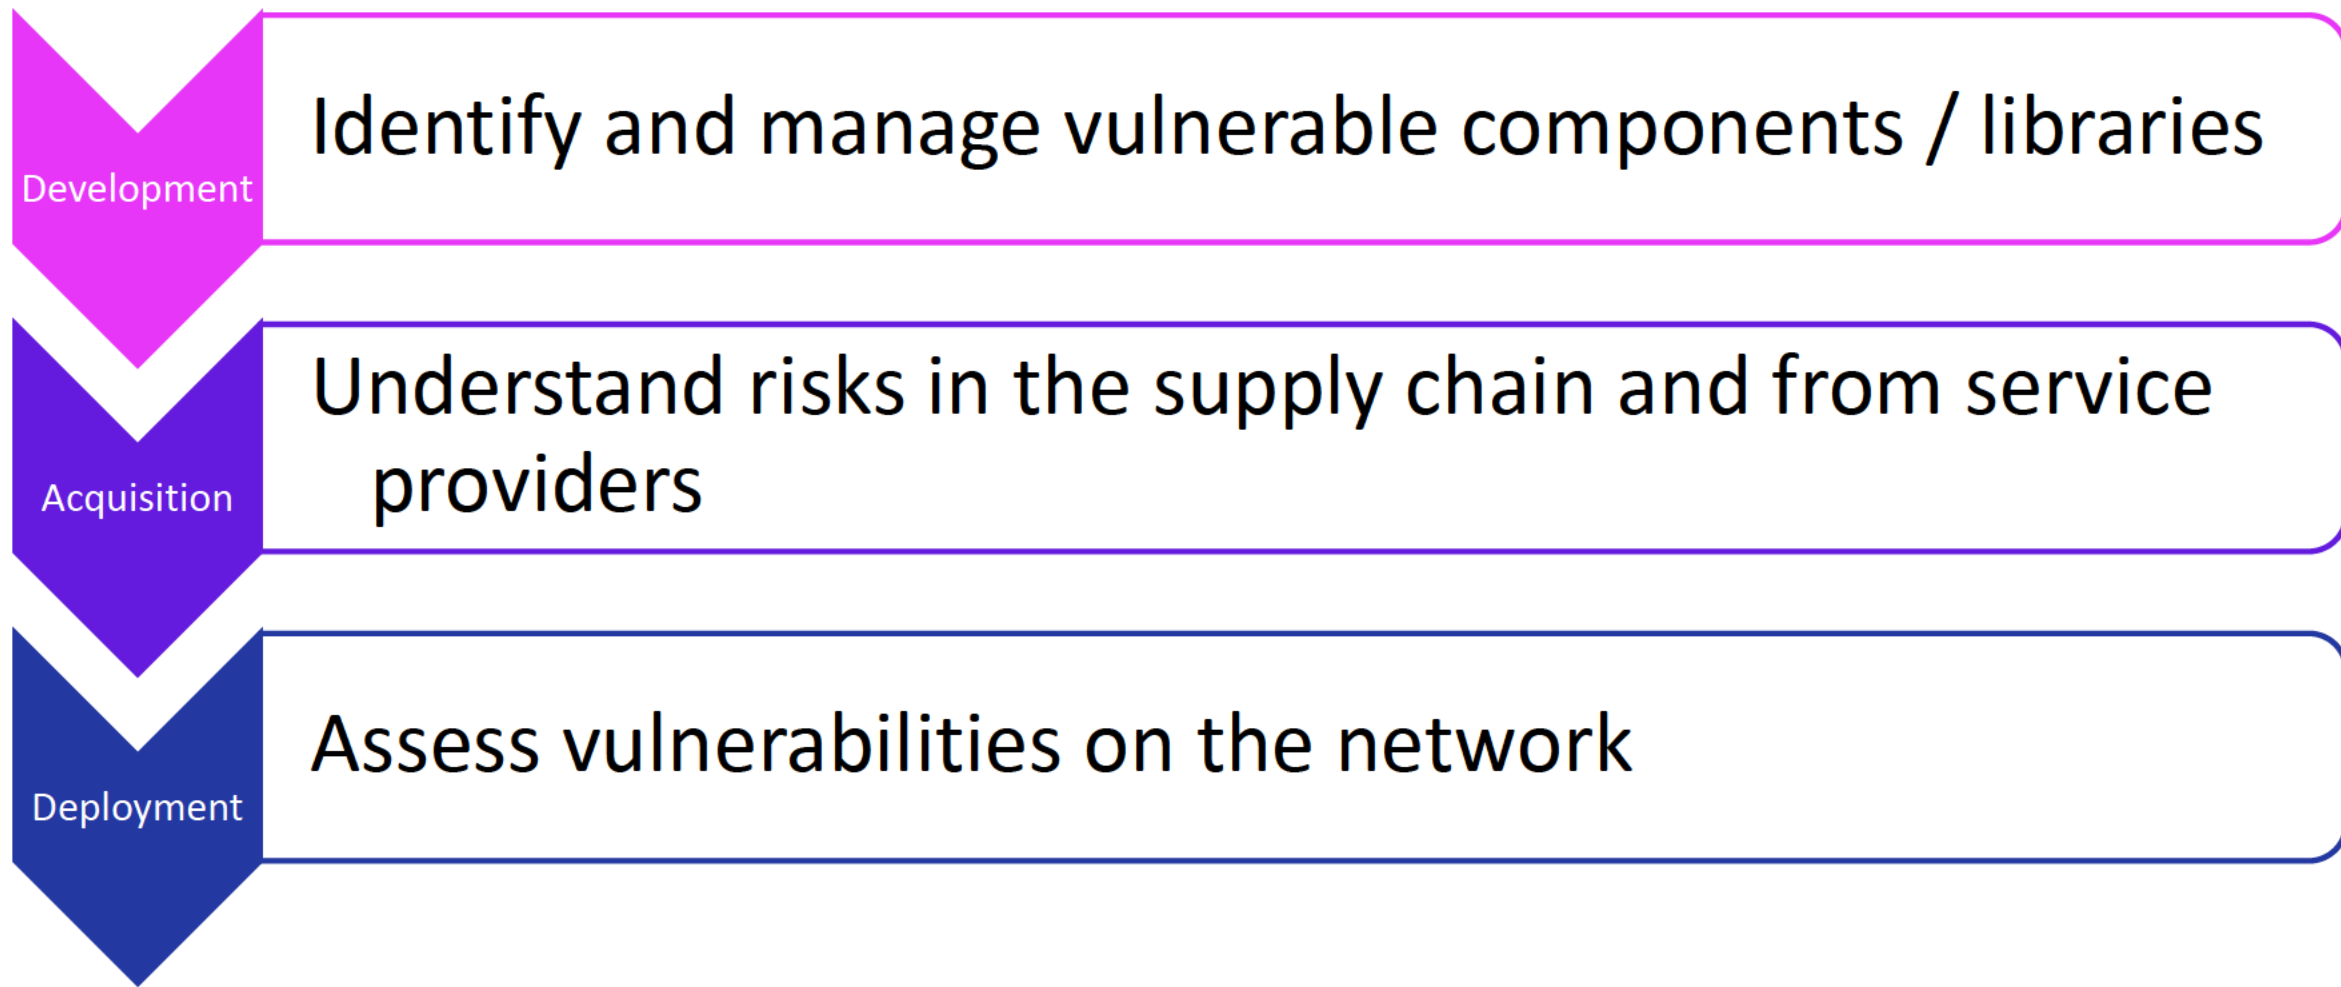 Development
Identify and manage vulnerable components / libraries
Acquisition
Understand risks in the supply chain and from service
providers
Deployment
Assess vulnerabilities on the network